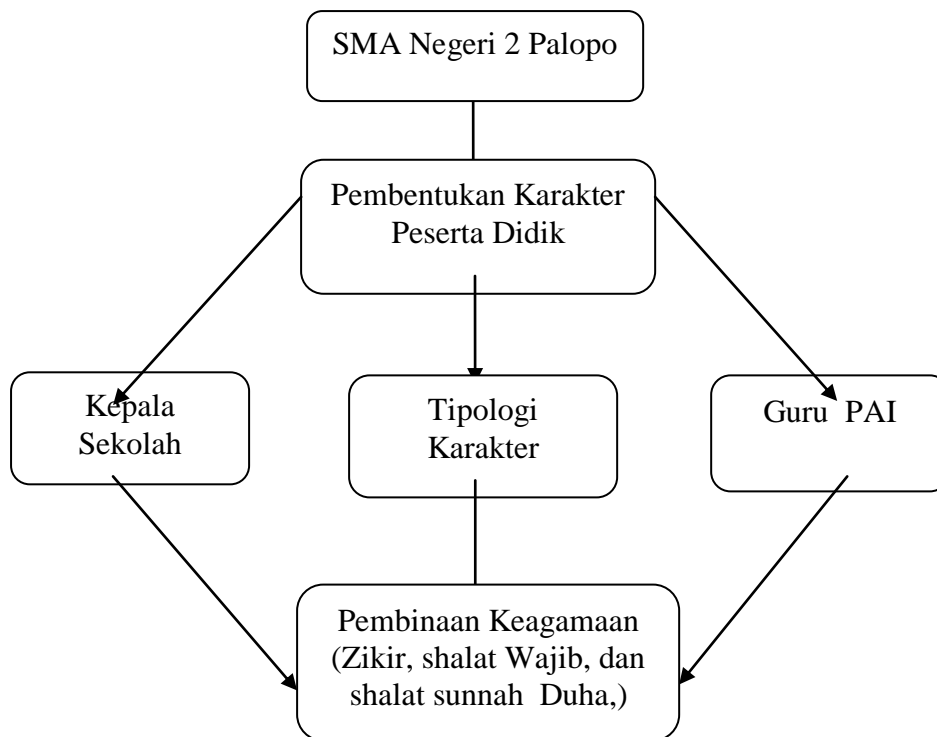 SMA Negeri 2 Palopo
Pembentukan Karakter
Peserta Didik
Kepala
Sekolah
Tipologi
Karakter
Guru PAI
Pembinaan Keagamaan
(Zikir, shalat Wajib, dan
shalat sunnah Duha,)